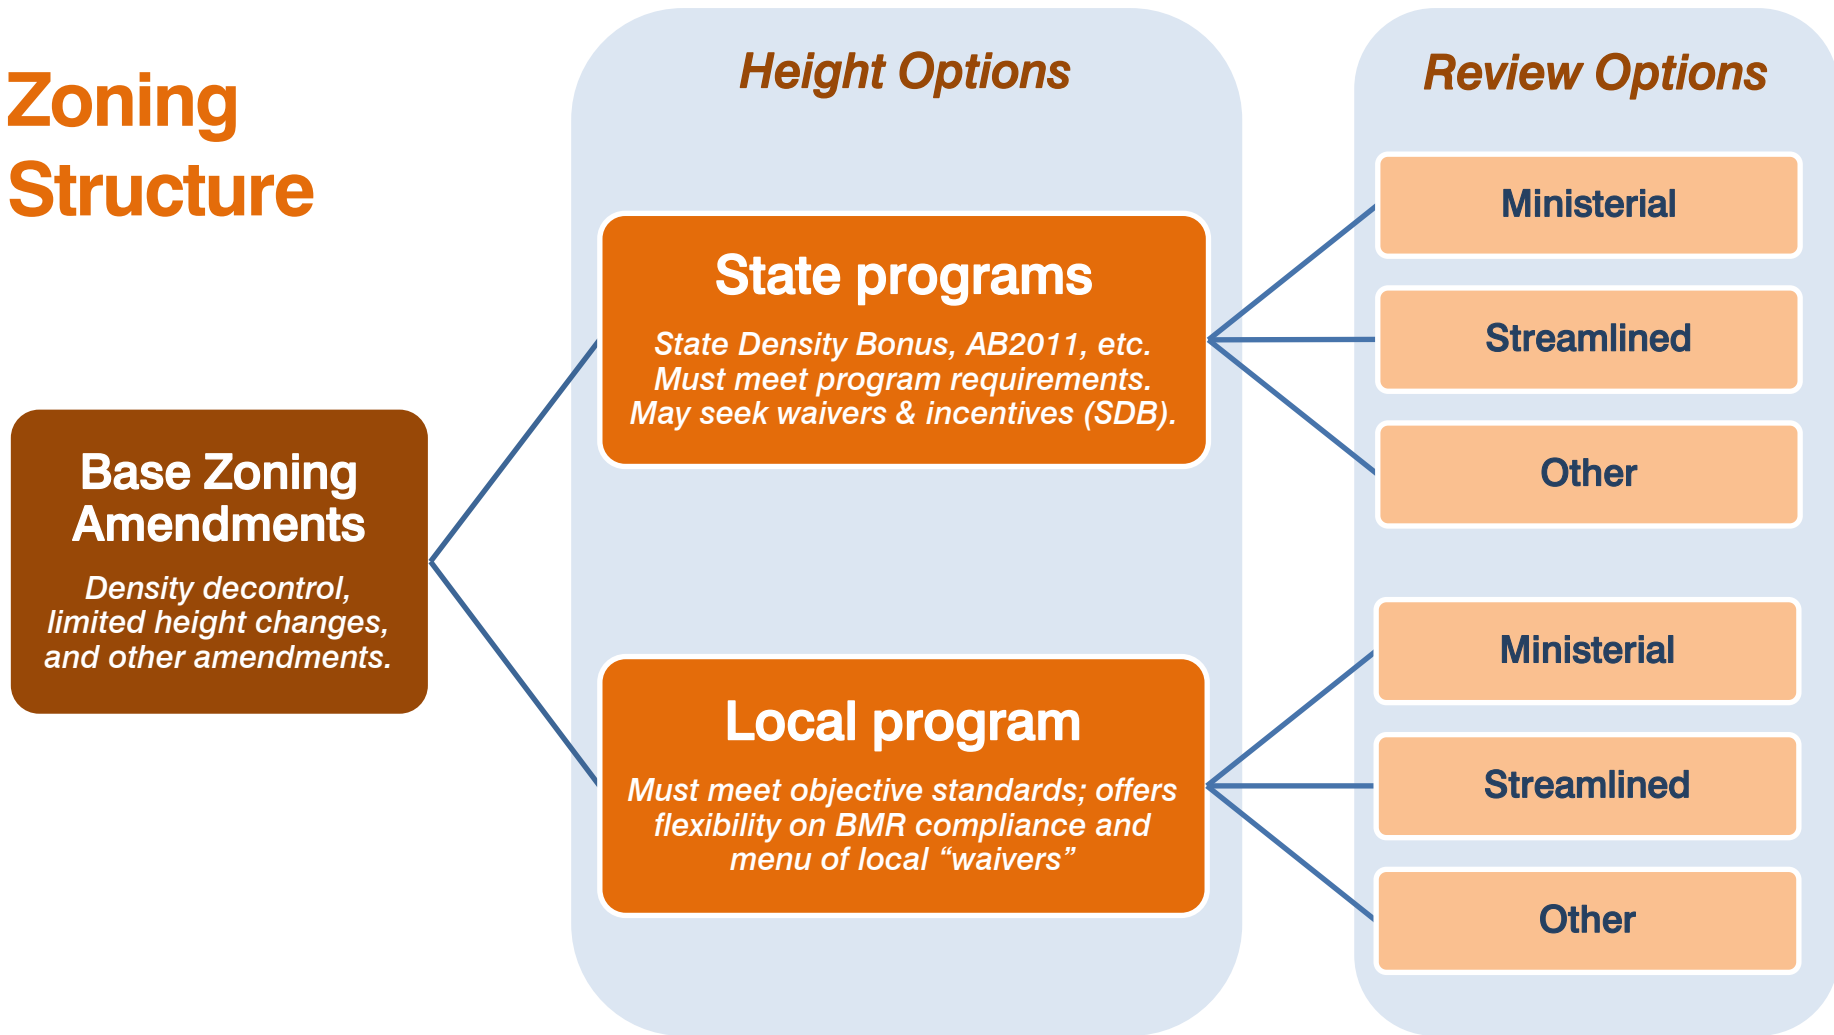 Zoning
Structure
Base Zoning
Amendments
Density decontrol,
limited height changes,
and other amendments.
Height Options
State programs
State Density Bonus, AB2011, etc.
Must meet program requirements.
May seek waivers & incentives (SDB).
Local program
Must meet objective standards; offers
flexibility on BMR compliance and
menu of local “waivers”
Review Options
Ministerial
Streamlined
Other
Ministerial
Streamlined
Other